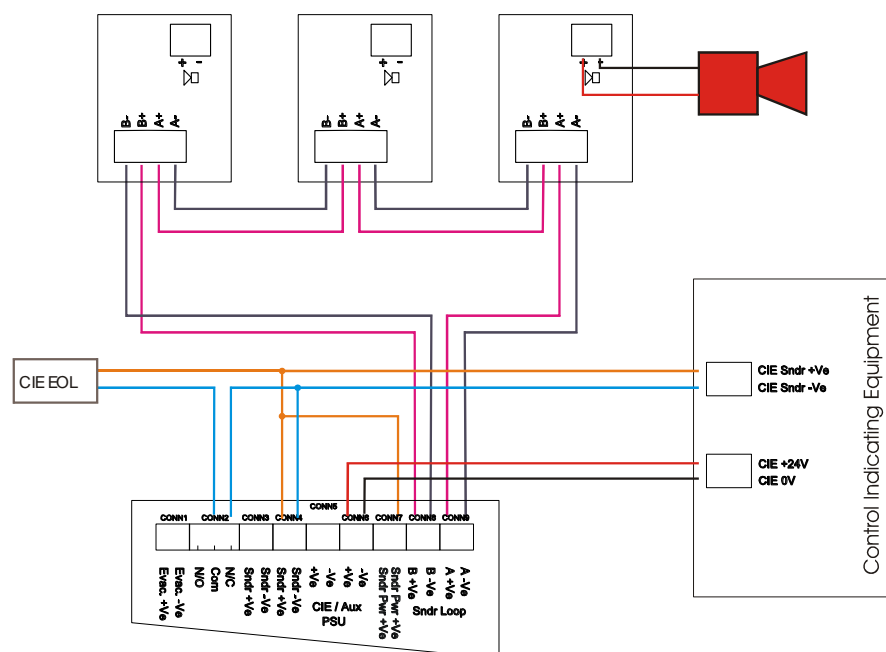 + -
+ -
+ -
B- B+ A+ A-
B- B+ A+ A-
B- B+ A+ A-
Control Indicating Equipment
CIE Sndr +Ve
CIE Sndr -Ve
CIE +24V
CIE 0V
CIE EOL
CONN5
CONN1 CONN2 CONN3 CONN4 CONN6 CONN7 CONN8 CONN9
Evac. +Ve
Evac. -Ve
N/O
Com
N/C
Sndr +Ve
Sndr -Ve
Sndr +Ve
Sndr -Ve
+Ve
-Ve
+Ve
-Ve
CIE / Aux
PSU
Sndr Pwr +Ve
Sndr Pwr +Ve
B +Ve
B -Ve
A +Ve
A -Ve
Sndr Loop